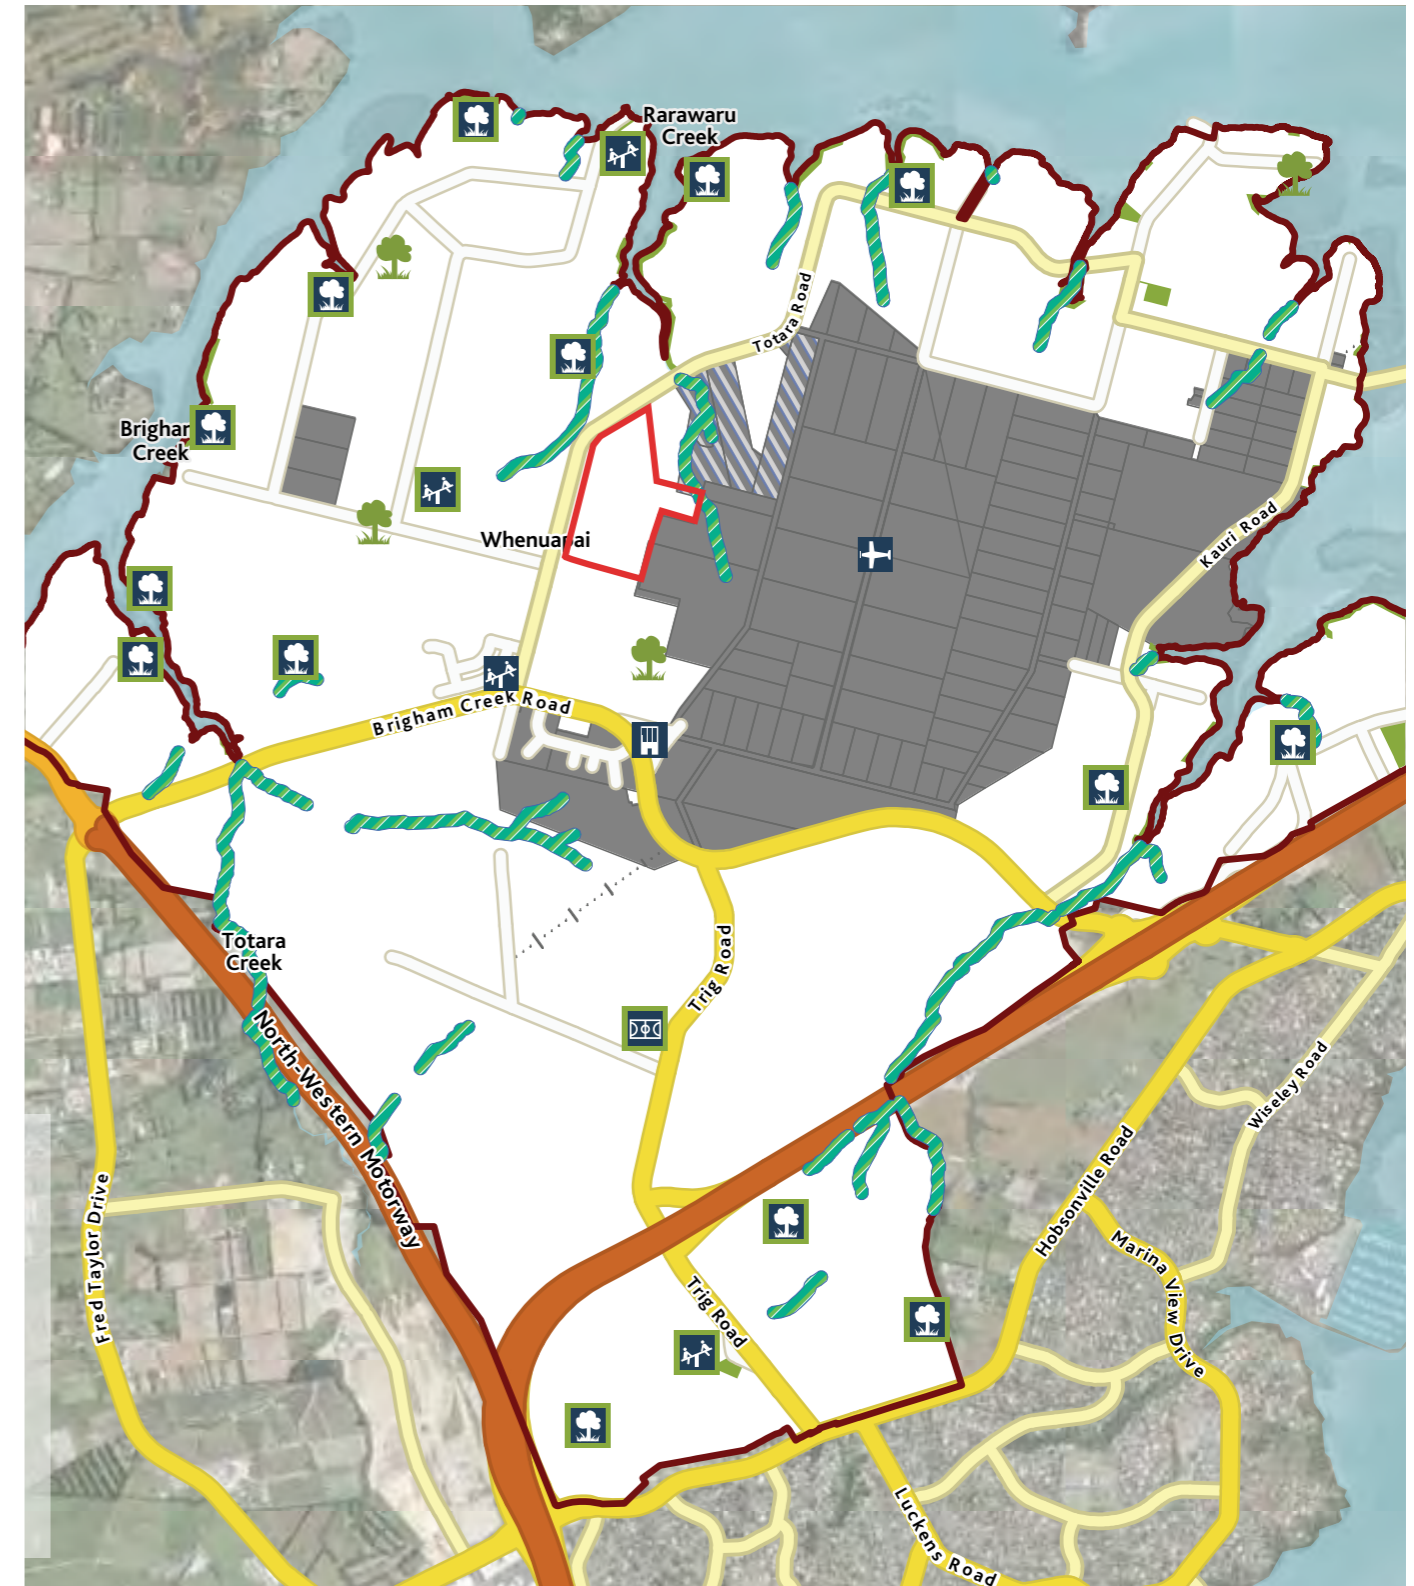 Rarawaru
Creek
Totara Road
Brighar
Creek
Whenuapai
Kauri Road
Brigham Creek Road
Totara
Creek
Trig Road
North-Western Motorway
Wiseley Road
Hobsonville Road
Fred Taylor Drive
Marina View Drive
Trig Road
Luckens Road